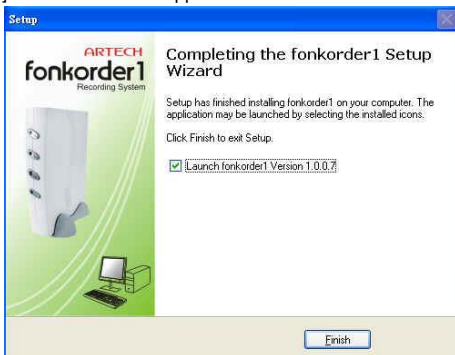 Setup
ARTECH
fonkorder1
Recording System
Completing the fonkorder1 Setup
Wizard
Setup has finished installing fonkorder1 on your computer. The
application may be launched by selecting the installed icons.
Click Finish to exit Setup.
Launch fonkorder1 Version 1.0.0.7
Finish